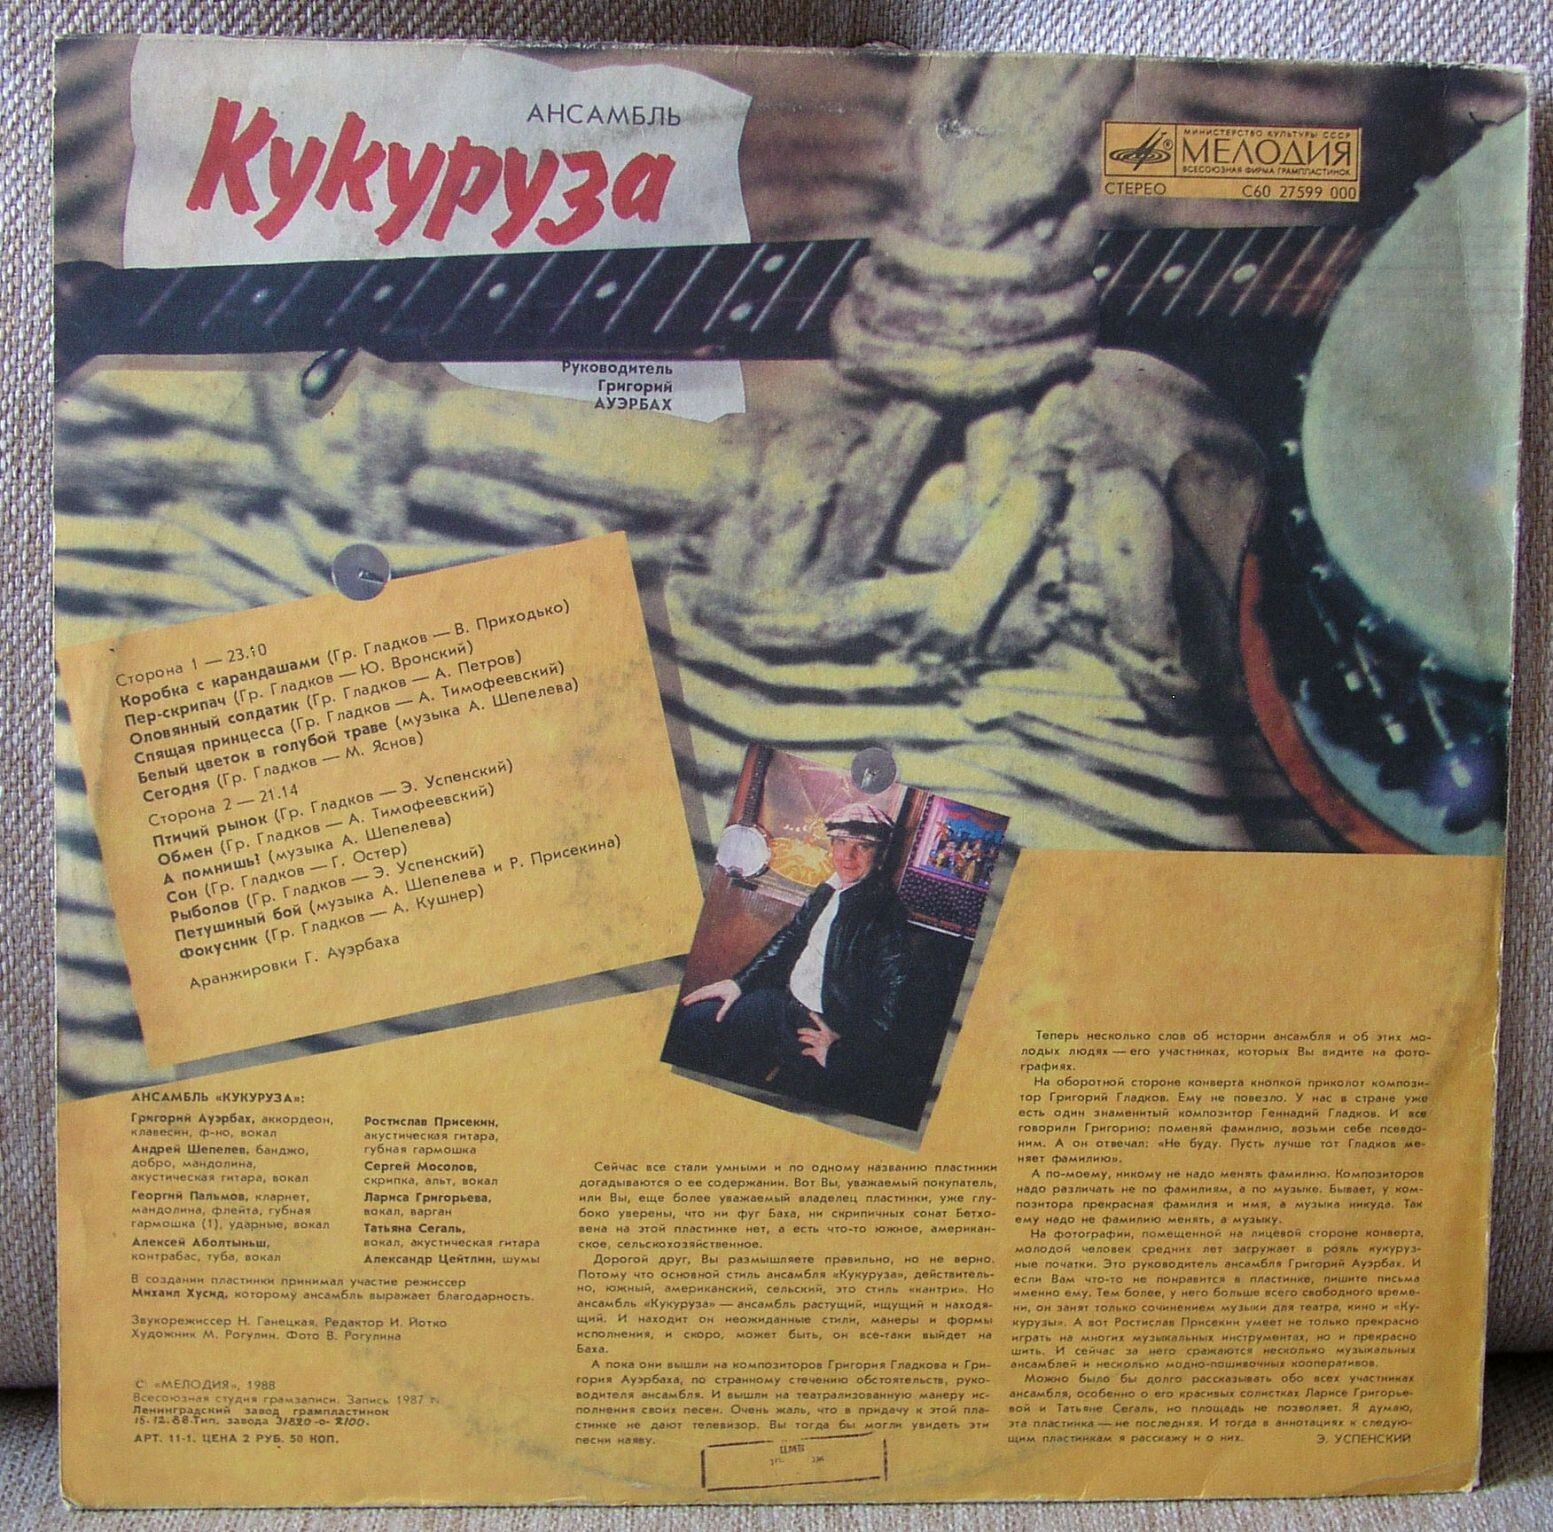 АНСАМБЛЬ
Кукуруза
МИНИСТЕРСТВО КУЛЬТУРЫ СССР
МЕЛОДИЯ
ВСЕСОЮЗНАЯ ФИРМА ГРАМПЛАСТИНОК
СТЕРЕО С60 27599 000
Руководитель
Григорий
АУЭРБАХ
Сторона 1 — 23.10
Коробка с карандашами (Гр. Гладков — В. Приходько)
Пер-скрипач (Гр. Гладков — Ю. Вронский)
Оловянный солдатик (Гр. Гладков — А. Петров)
Спящая принцесса (Гр. Гладков — А. Тимофеевский)
Белый цветок в голубой траве (музыка А. Шепелева)
Сегодня (Гр. Гладков — М. Яснов)
Сторона 2 — 21.14
Птичий рынок (Гр. Гладков — Э. Успенский)
Обмен (Гр. Гладков — А. Тимофеевский)
А помнишь? (музыка А. Шепелева)
Сон (Гр. Гладков — Г. Остер)
Рыболов (Гр. Гладков — Э. Успенский)
Петушиный бой (музыка А. Шепелева и Р. Присекина)
Фокусник (Гр. Гладков — А. Кушнер)
Аранжировки Г. Ауэрбаха
АНСАМБЛЬ «КУКУРУЗА»:
Григорий Ауэрбах, аккордеон,
клавесин, ф-но, вокал
Андрей Шепелев, банджо,
добро, мандолина,
акустическая гитара, вокал
Георгий Пальмов, кларнет,
мандолина, флейта, губная
гармошка (1), ударные, вокал
Алексей Аболтыньш,
контрабас, туба, вокал
Ростислав Присекин,
акустическая гитара,
губная гармошка
Сергей Мосолов,
скрипка, альт, вокал
Лариса Григорьева,
вокал, варган
Татьяна Сегаль,
вокал, акустическая гитара
Александр Цейтлин, шумы
В создании пластинки принимал участие режиссер
Михаил Хусид, которому ансамбль выражает благодарность.
Звукорежиссер Н. Ганецкая. Редактор И. Йотко
Художник М. Рогулин. Фото В. Рогулина
© «МЕЛОДИЯ», 1988
Всесоюзная студия грамзаписи. Запись 1987 г.
Ленинградский завод грампластинок
15.12.88. Тип. завода 31820-0-2100.
АРТ. 11-1. ЦЕНА 2 РУБ. 50 КОП.
Сейчас все стали умными и по одному названию пластинки
догадываются о ее содержании. Вот Вы, уважаемый покупатель,
или Вы, еще более уважаемый владелец пластинки, уже глу-
боко уверены, что ни фуг Баха, ни скрипичных сонат Бетхо-
вена на этой пластинке нет, а есть что-то южное, американ-
ское, сельскохозяйственное.
Дорогой друг, Вы размышляете правильно, но не верно.
Потому что основной стиль ансамбля «Кукуруза», действитель-
но, южный, американский, сельский, это стиль «кантри». Но
ансамбль «Кукуруза» — ансамбль растущий, ищущий и находя-
щий. И находит он неожиданные стили, манеры и формы
исполнения, и скоро, может быть, он все-таки выйдет на
Баха.
А пока они вышли на композиторов Григория Гладкова и Гри-
гория Ауэрбаха, по странному стечению обстоятельств, руко-
водителя ансамбля. И вышли на театрализованную манеру ис-
полнения своих песен. Очень жаль, что в придачу к этой пла-
стинке не дают телевизор. Вы тогда бы могли увидеть эти
песни наяву.
ЦМВ
Теперь несколько слов об истории ансамбля и об этих мо-
лодых людях — его участниках, которых Вы видите на фото-
графиях.
На оборотной стороне конверта кнопкой приколот компози-
тор Григорий Гладков. Ему не повезло. У нас в стране уже
есть один знаменитый композитор Геннадий Гладков. И все
говорили Григорию: поменяй фамилию, возьми себе псевдо-
ним. А он отвечал: «Не буду. Пусть лучше тот Гладков ме-
няет фамилию».
А по-моему, никому не надо менять фамилию. Композиторов
надо различать не по фамилиям, а по музыке. Бывает, у ком-
позитора прекрасная фамилия и имя, а музыка никуда. Так
ему надо не фамилию менять, а музыку.
На фотографии, помещенной на лицевой стороне конверта,
молодой человек средних лет загружает в рояль кукуруз-
ные початки. Это руководитель ансамбля Григорий Ауэрбах. И
если Вам что-то не понравится в пластинке, пишите письма
именно ему. Тем более, у него больше всего свободного време-
ни, он занят только сочинением музыки для театра, кино и «Ку-
курузы». А вот Ростислав Присекин умеет не только прекрасно
играть на многих музыкальных инструментах, но и прекрасно
шить. И сейчас за него сражаются несколько музыкальных
ансамблей и несколько модно-пошивочных кооперативов.
Можно было бы долго рассказывать обо всех участниках
ансамбля, особенно о его красивых солистках Ларисе Григорье-
вой и Татьяне Сегаль, но площадь не позволяет. Я думаю,
эта пластинка — не последняя. И тогда в аннотациях к следую-
щим пластинкам я расскажу и о них.
Э. УСПЕНСКИЙ